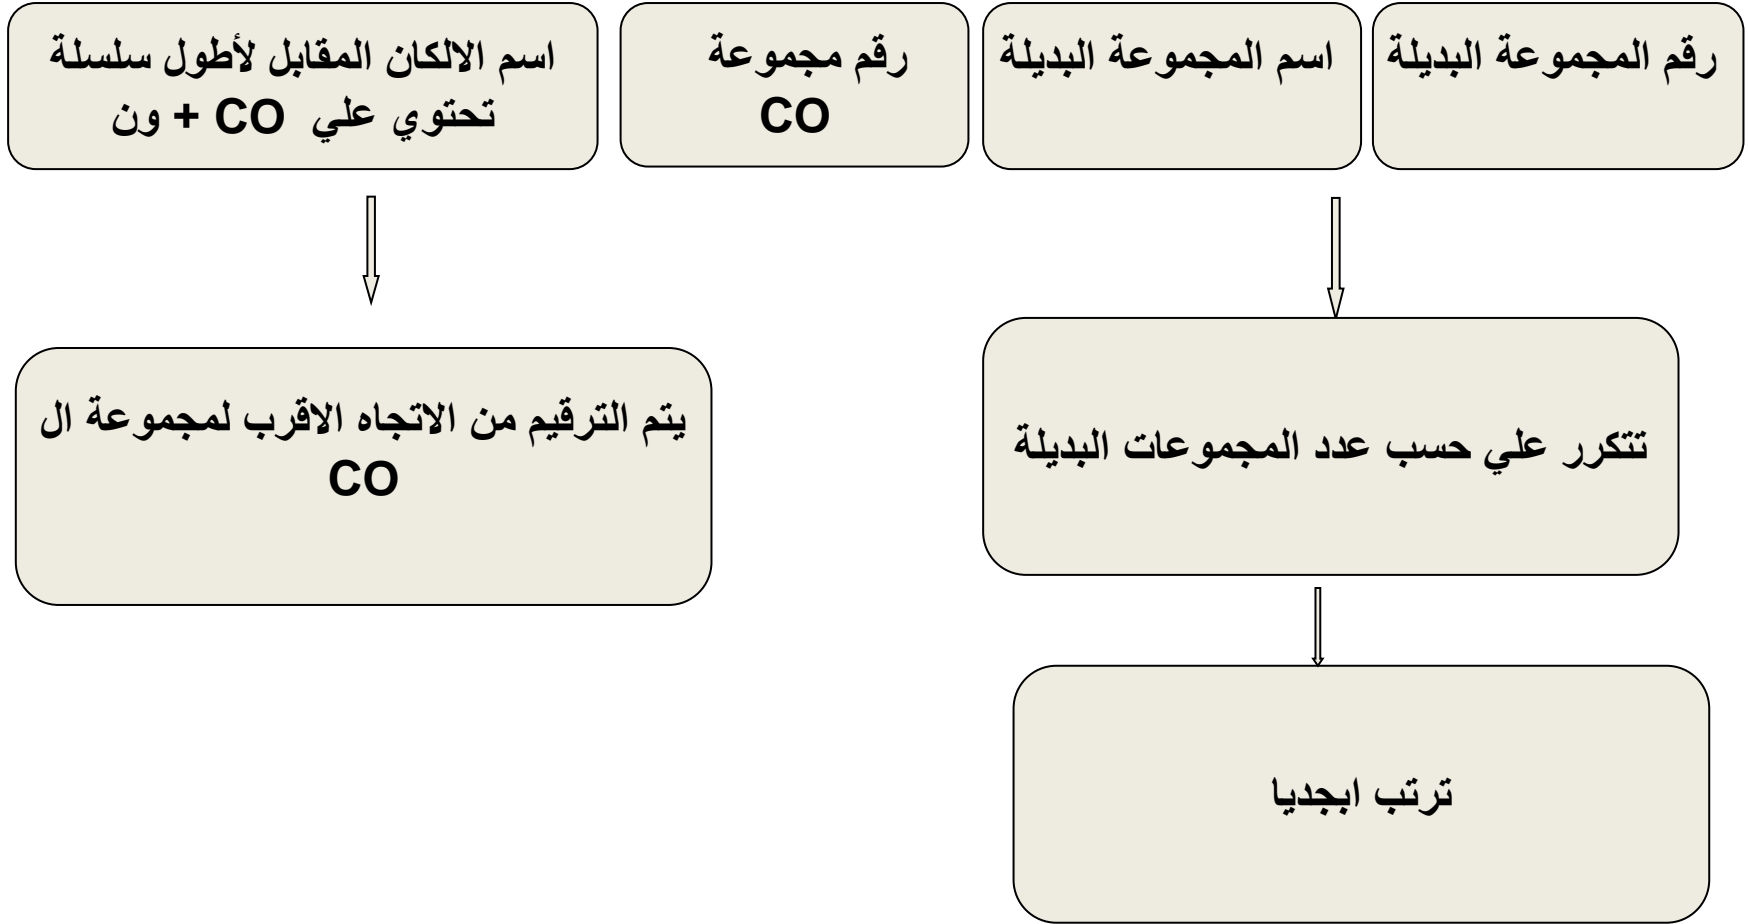 رقم المجموعة البديلة
اسم المجموعة البديلة
رقم مجموعة
CO
اسم الالكان المقابل لأطول سلسلة
تحتوي علي CO + ون
تتكرر علي حسب عدد المجموعات البديلة
يتم الترقيم من الاتجاه الاقرب لمجموعة ال
CO
ترتب ابجديا